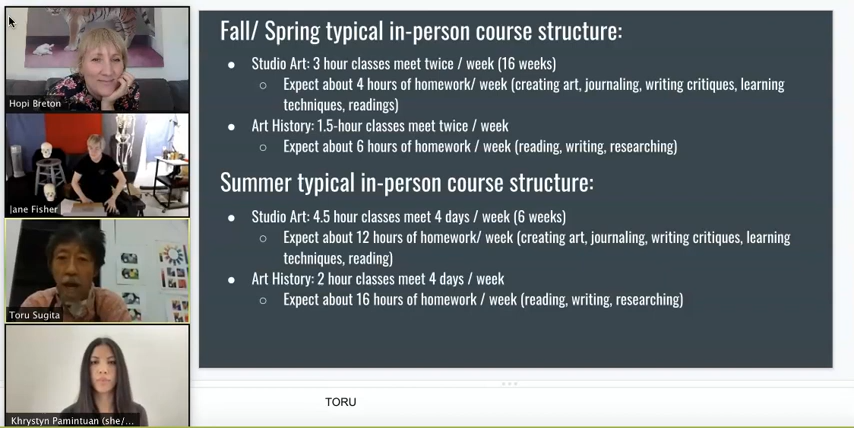 Fall/ Spring typical in-person course structure:
● Studio Art: 3 hour classes meet twice / week (16 weeks)
○ Expect about 4 hours of homework/ week (creating art, journaling, writing critiques, learning
techniques, readings)
● Art History: 1.5-hour classes meet twice / week
○ Expect about 6 hours of homework / week (reading, writing, researching)
Summer typical in-person course structure:
● Studio Art: 4.5 hour classes meet 4 days / week (6 weeks)
○ Expect about 12 hours of homework/ week (creating art, journaling, writing critiques, learning
techniques, reading)
● Art History: 2 hour classes meet 4 days / week
○ Expect about 16 hours of homework / week (reading, writing, researching)
Hopi Breton
Jane Fisher
Toru Sugita
Khrystyn Pamintuan (she/...
TORU